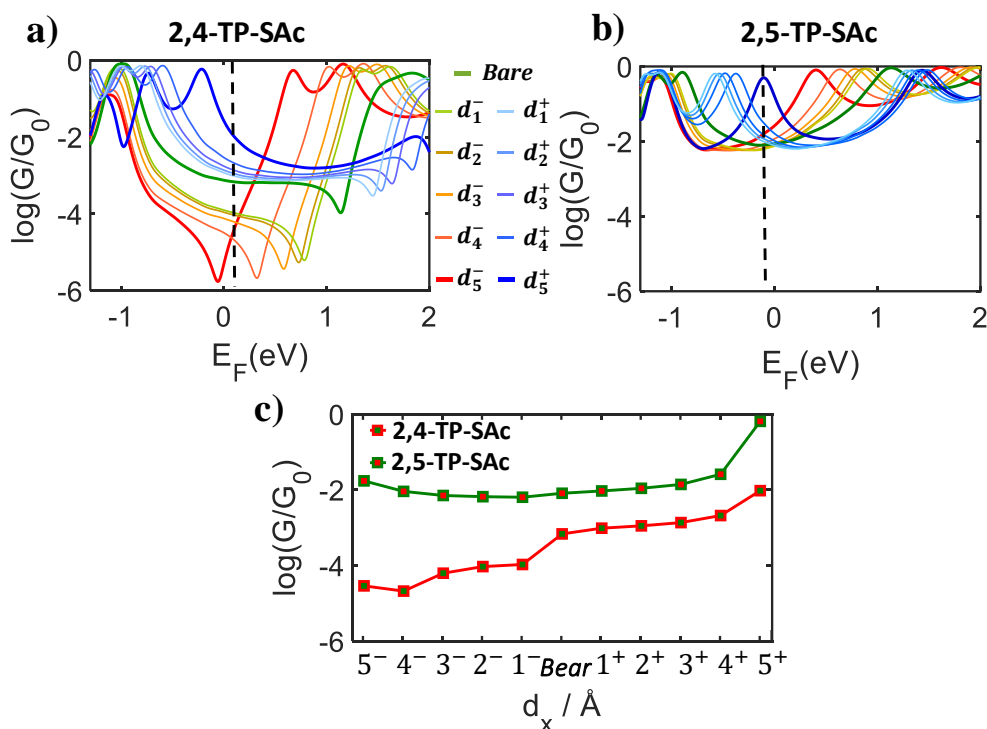 a)
2,4-TP-SAc
log(G/G₀)
0
-2
-4
-6
-1
0
1
2
E_F(eV)
Bare
d₁⁻ d₁⁺
d₂⁻ d₂⁺
d₃⁻ d₃⁺
d₄⁻ d₄⁺
d₅⁻ d₅⁺
b)
2,5-TP-SAc
log(G/G₀)
0
-2
-4
-6
-1
0
1
2
E_F(eV)
c)
log(G/G₀)
0
-2
-4
-6
2,4-TP-SAc
2,5-TP-SAc
5⁻ 4⁻ 3⁻ 2⁻ 1⁻ Bear 1⁺ 2⁺ 3⁺ 4⁺ 5⁺
d_x / Å